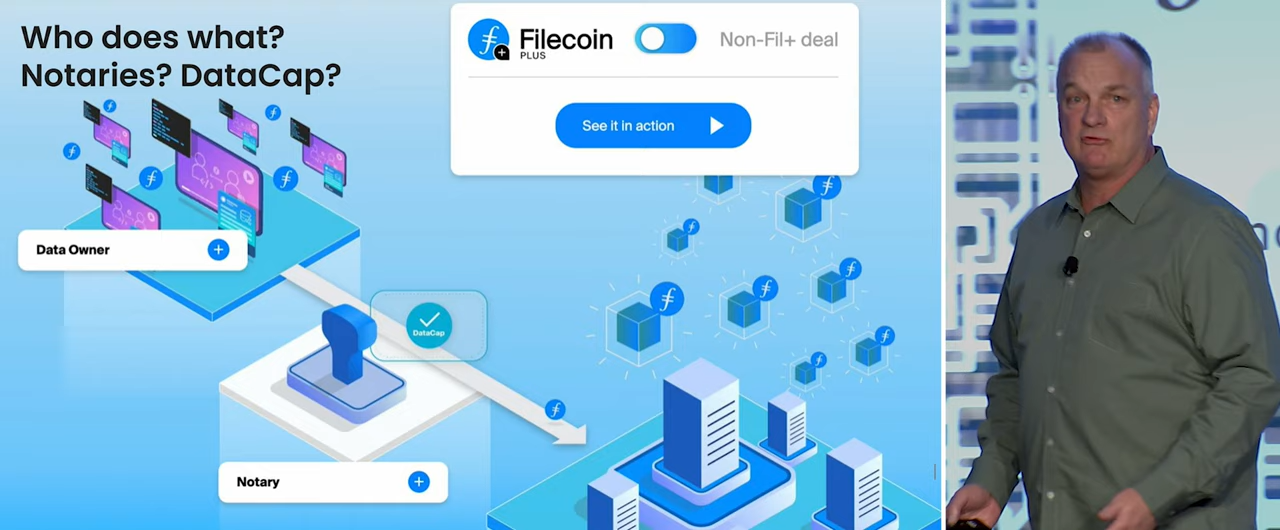 Who does what?
Notaries? DataCap?
Filecoin
PLUS
Non-Fil+ deal
See it in action
Data Owner
DataCap
Notary